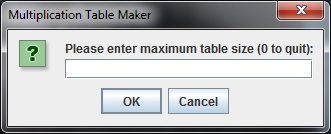 Multiplication Table Maker
Please enter maximum table size (0 to quit):
OK Cancel